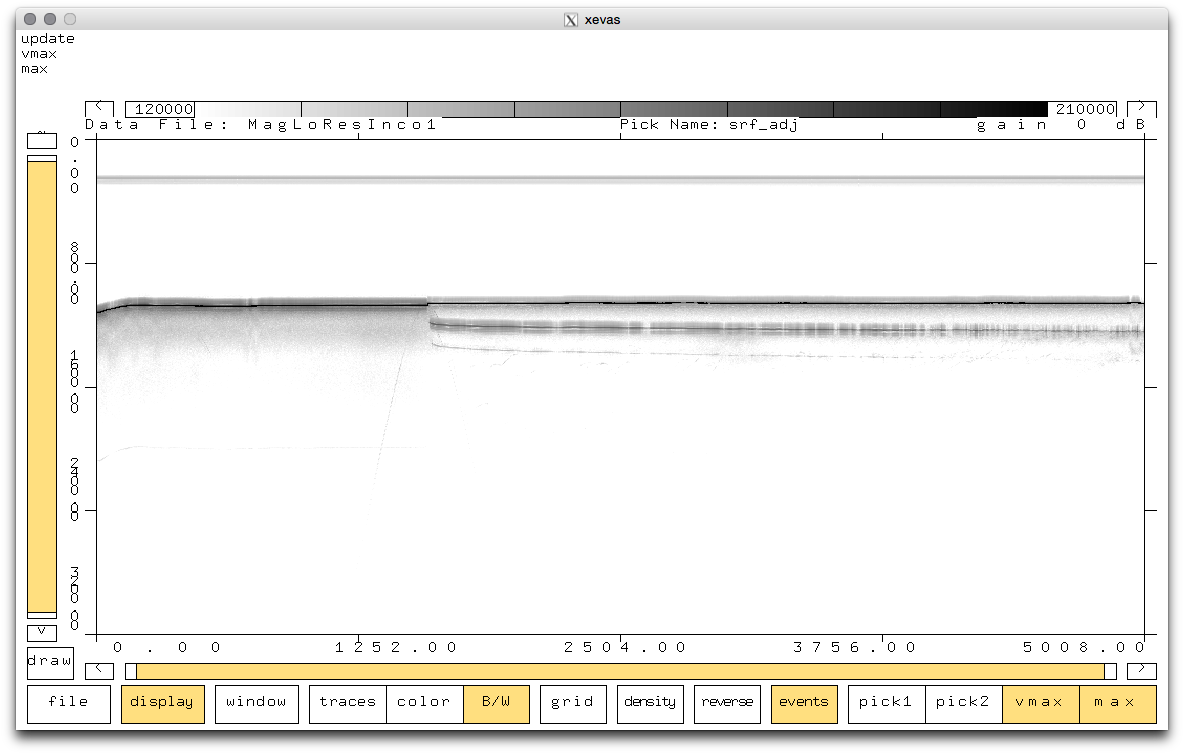 xevas
update
vmax
max
< 120000 210000 >
Data File: MagLoResInco1 Pick Name: srf_adj gain 0 dB
0.00
800.00
1600.00
2400.00
3200.00
0.00 1252.00 2504.00 3756.00 5008.00
draw < >
file display window traces color B/W grid density reverse events pick1 pick2 vmax max